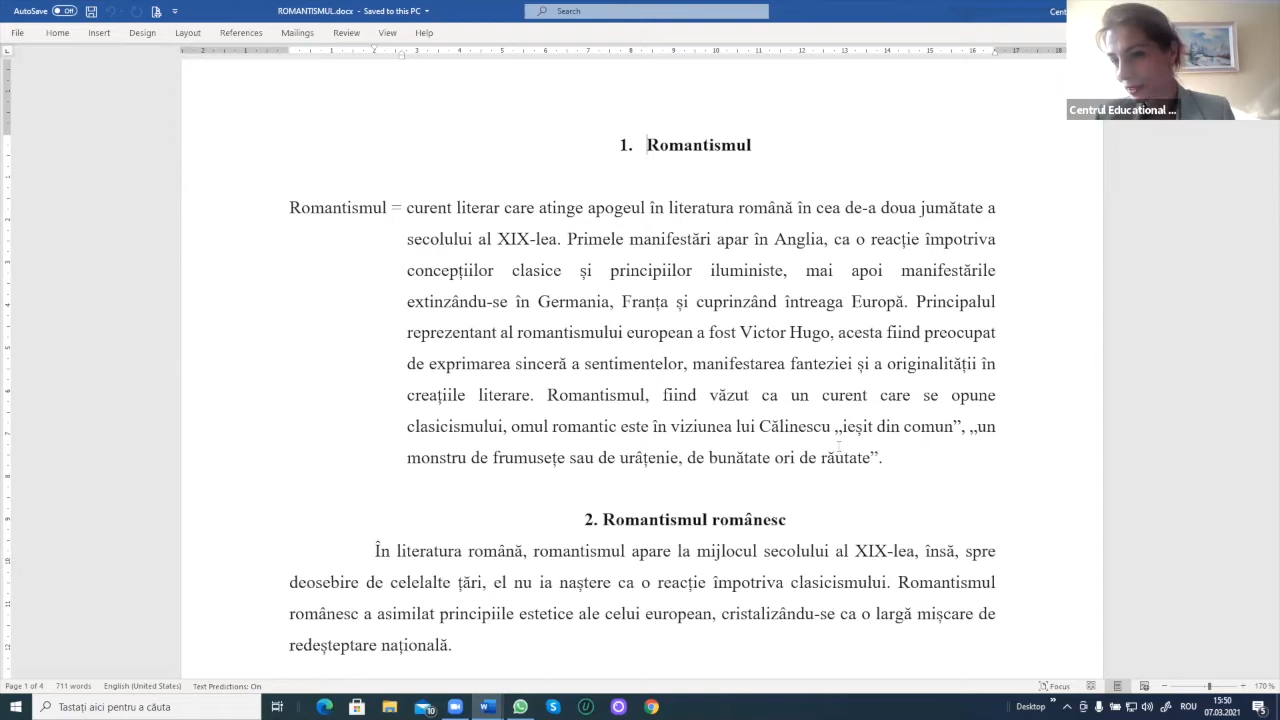 AutoSave Off ROMANTISMUL.docx - Saved to this PC Search Cent
File Home Insert Design Layout References Mailings Review View Help
Centrul Educational ...
1. Romantismul
Romantismul = curent literar care atinge apogeul în literatura română în cea de-a doua jumătate a
secolului al XIX-lea. Primele manifestări apar în Anglia, ca o reacție împotriva
concepțiilor clasice și principiilor iluministe, mai apoi manifestările
extinzându-se în Germania, Franța și cuprinzând întreaga Europă. Principalul
reprezentant al romantismului european a fost Victor Hugo, acesta fiind preocupat
de exprimarea sinceră a sentimentelor, manifestarea fanteziei și a originalității în
creațiile literare. Romantismul, fiind văzut ca un curent care se opune
clasicismului, omul romantic este în viziunea lui Călinescu „ieșit din comun”, „un
monstru de frumusețe sau de urâțenie, de bunătate ori de răutate”.
2. Romantismul românesc
În literatura română, romantismul apare la mijlocul secolului al XIX-lea, însă, spre
deosebire de celelalte țări, el nu ia naștere ca o reacție împotriva clasicismului. Romantismul
românesc a asimilat principiile estetice ale celui european, cristalizându-se ca o largă mișcare de
redeșteptare națională.
Page 1 of 4 711 words English (United States) Text Predictions: On Focus 170 %
Tastați aici pentru a căuta Desktop ROU 15:50
07.03.2021